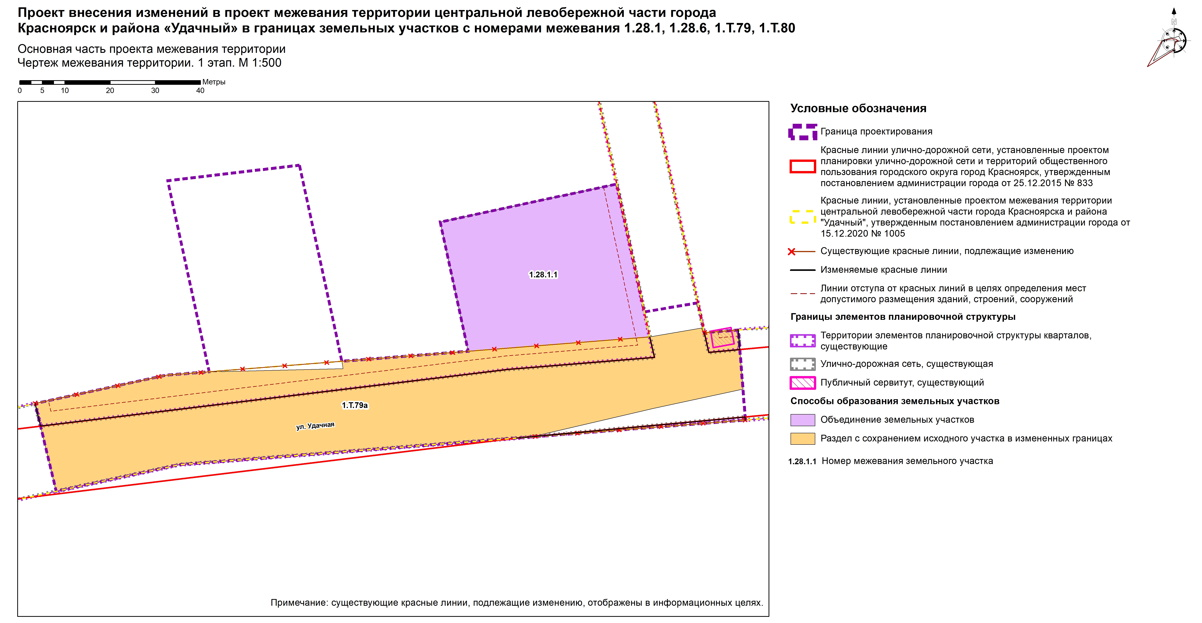 Проект внесения изменений в проект межевания территории центральной левобережной части города
Красноярск и района «Удачный» в границах земельных участков с номерами межевания 1.28.1, 1.28.6, 1.Т.79, 1.Т.80
Основная часть проекта межевания территории
Чертеж межевания территории. 1 этап. М 1:500
Метры
0 5 10 20 30 40
1.28.1.1
1.Т.79а
ул. Удачная
Примечание: существующие красные линии, подлежащие изменению, отображены в информационных целях.
Условные обозначения
Граница проектирования
Красные линии улично-дорожной сети, установленные проектом
планировки улично-дорожной сети и территорий общественного
пользования городского округа город Красноярск, утвержденным
постановлением администрации города от 25.12.2015 № 833
Красные линии, установленные проектом межевания территории
центральной левобережной части города Красноярска и района
"Удачный", утвержденным постановлением администрации города от
15.12.2020 № 1005
Существующие красные линии, подлежащие изменению
Изменяемые красные линии
Линии отступа от красных линий в целях определения мест
допустимого размещения зданий, строений, сооружений
Границы элементов планировочной структуры
Территории элементов планировочной структуры кварталов,
существующие
Улично-дорожная сеть, существующая
Публичный сервитут, существующий
Способы образования земельных участков
Объединение земельных участков
Раздел с сохранением исходного участка в измененных границах
1.28.1.1 Номер межевания земельного участка